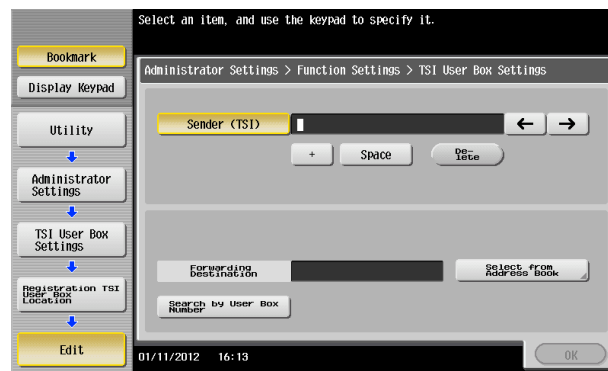 Select an item, and use the keypad to specify it.
Bookmark
Display Keypad
Utility
Administrator
Settings
TSI User Box
Settings
Registration TSI
User Box
Location
Edit
Administrator Settings > Function Settings > TSI User Box Settings
Sender (TSI)
← →
+ Space De-
lete
Forwarding
Destination
Select from
Address Book
Search by User Box
Number
01/11/2012 16:13
OK